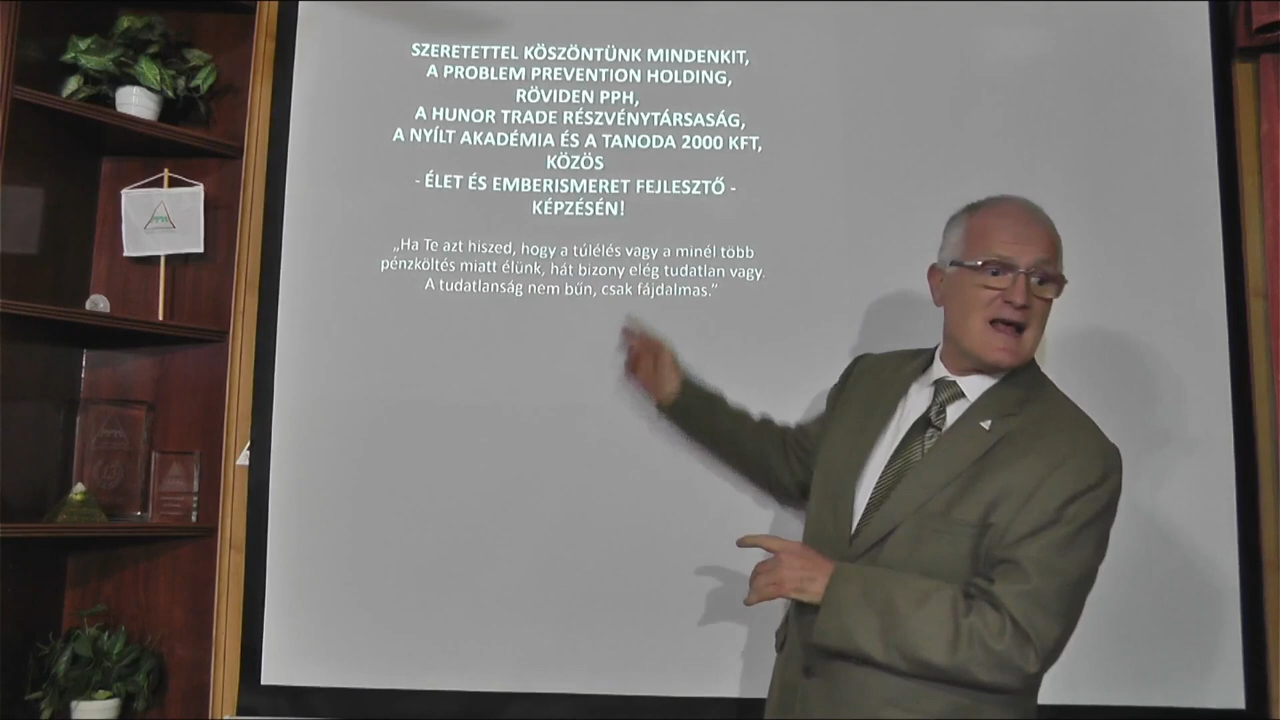 SZERETETTEL KÖSZÖNTÜNK MINDENKIT,
A PROBLEM PREVENTION HOLDING,
RÖVIDEN PPH,
A HUNOR TRADE RÉSZVÉNYTÁRSASÁG,
A NYÍLT AKADÉMIA ÉS A TANODA 2000 KFT,
KÖZÖS
- ÉLET ÉS EMBERISMERET FEJLESZTŐ -
KÉPZÉSÉN!
„Ha Te azt hiszed, hogy a túlélés vagy a minél több
pénzköltés miatt élünk, hát bizony elég tudatlan vagy.
A tudatlanság nem bűn, csak fájdalmas.”